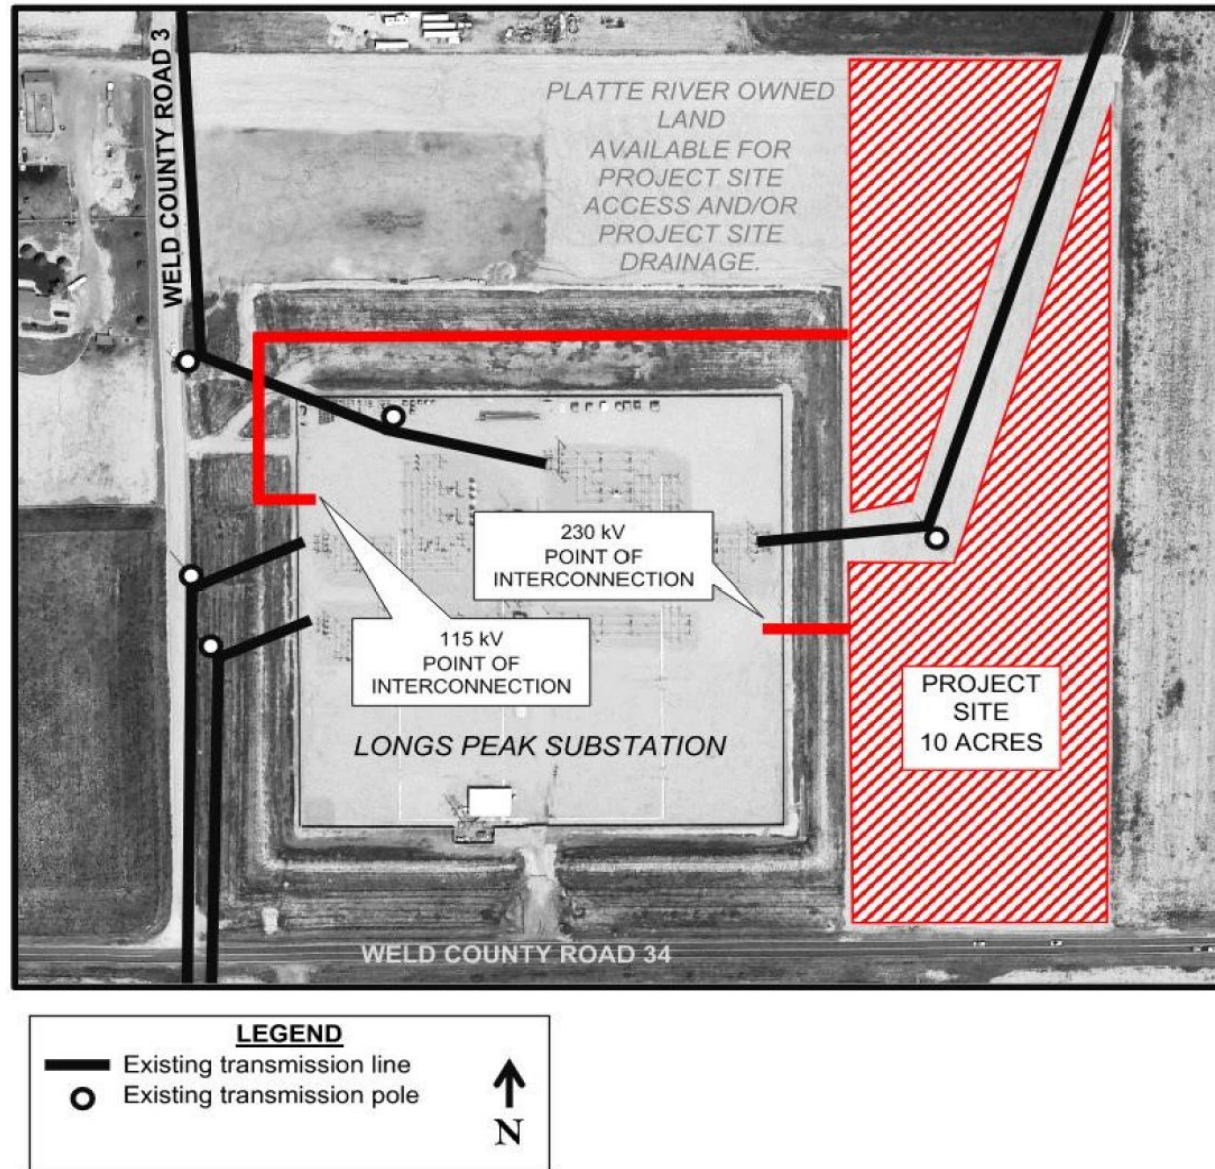 WELD COUNTY ROAD 3
PLATTE RIVER OWNED
LAND
AVAILABLE FOR
PROJECT SITE
ACCESS AND/OR
PROJECT SITE
DRAINAGE.
230 kV
POINT OF
INTERCONNECTION
115 kV
POINT OF
INTERCONNECTION
PROJECT
SITE
10 ACRES
LONGS PEAK SUBSTATION
WELD COUNTY ROAD 34
LEGEND
Existing transmission line
Existing transmission pole
N